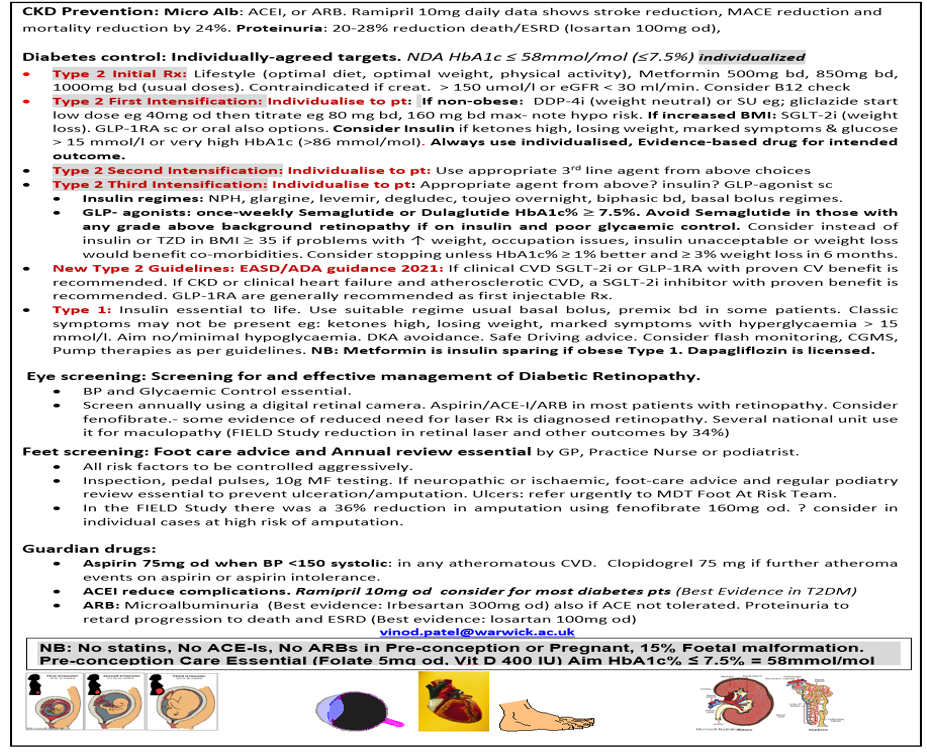 CKD Prevention: Micro Alb: ACEI, or ARB. Ramipril 10mg daily data shows stroke reduction, MACE reduction and
mortality reduction by 24%. Proteinuria: 20-28% reduction death/ESRD (losartan 100mg od),
Diabetes control: Individually-agreed targets. NDA HbA1c ≤ 58mmol/mol (≤7.5%) individualized
• Type 2 Initial Rx: Lifestyle (optimal diet, optimal weight, physical activity), Metformin 500mg bd, 850mg bd,
1000mg bd (usual doses). Contraindicated if creat. > 150 umol/l or eGFR < 30 ml/min. Consider B12 check
• Type 2 First Intensification: Individualise to pt: If non-obese: DDP-4i (weight neutral) or SU eg; gliclazide start
low dose eg 40mg od then titrate eg 80 mg bd, 160 mg bd max- note hypo risk. If increased BMI: SGLT-2i (weight
loss). GLP-1RA sc or oral also options. Consider Insulin if ketones high, losing weight, marked symptoms & glucose
> 15 mmol/l or very high HbA1c (>86 mmol/mol). Always use individualised, Evidence-based drug for intended
outcome.
• Type 2 Second Intensification: Individualise to pt: Use appropriate 3rd line agent from above choices
• Type 2 Third Intensification: Individualise to pt: Appropriate agent from above? insulin? GLP-agonist sc
• Insulin regimes: NPH, glargine, levemir, degludec, toujeo overnight, biphasic bd, basal bolus regimes.
• GLP- agonists: once-weekly Semaglutide or Dulaglutide HbA1c% ≥ 7.5%. Avoid Semaglutide in those with
any grade above background retinopathy if on insulin and poor glycaemic control. Consider instead of
insulin or TZD in BMI ≥ 35 if problems with ↑ weight, occupation issues, insulin unacceptable or weight loss
would benefit co-morbidities. Consider stopping unless HbA1c% ≥ 1% better and ≥ 3% weight loss in 6 months.
• New Type 2 Guidelines: EASD/ADA guidance 2021: If clinical CVD SGLT-2i or GLP-1RA with proven CV benefit is
recommended. If CKD or clinical heart failure and atherosclerotic CVD, a SGLT-2i inhibitor with proven benefit is
recommended. GLP-1RA are generally recommended as first injectable Rx.
• Type 1: Insulin essential to life. Use suitable regime usual basal bolus, premix bd in some patients. Classic
symptoms may not be present eg: ketones high, losing weight, marked symptoms with hyperglycaemia > 15
mmol/l. Aim no/minimal hypoglycaemia. DKA avoidance. Safe Driving advice. Consider flash monitoring, CGMS,
Pump therapies as per guidelines. NB: Metformin is insulin sparing if obese Type 1. Dapagliflozin is licensed.
Eye screening: Screening for and effective management of Diabetic Retinopathy.
• BP and Glycaemic Control essential.
• Screen annually using a digital retinal camera. Aspirin/ACE-I/ARB in most patients with retinopathy. Consider
fenofibrate.- some evidence of reduced need for laser Rx is diagnosed retinopathy. Several national unit use
it for maculopathy (FIELD Study reduction in retinal laser and other outcomes by 34%)
Feet screening: Foot care advice and Annual review essential by GP, Practice Nurse or podiatrist.
• All risk factors to be controlled aggressively.
• Inspection, pedal pulses, 10g MF testing. If neuropathic or ischaemic, foot-care advice and regular podiatry
review essential to prevent ulceration/amputation. Ulcers: refer urgently to MDT Foot At Risk Team.
• In the FIELD Study there was a 36% reduction in amputation using fenofibrate 160mg od. ? consider in
individual cases at high risk of amputation.
Guardian drugs:
• Aspirin 75mg od when BP <150 systolic: in any atheromatous CVD. Clopidogrel 75 mg if further atheroma
events on aspirin or aspirin intolerance.
• ACEI reduce complications. Ramipril 10mg od consider for most diabetes pts (Best Evidence in T2DM)
• ARB: Microalbuminuria (Best evidence: Irbesartan 300mg od) also if ACE not tolerated. Proteinuria to
retard progression to death and ESRD (Best evidence: losartan 100mg od)
vinod.patel@warwick.ac.uk
NB: No statins, No ACE-Is, No ARBs in Pre-conception or Pregnant, 15% Foetal malformation.
Pre-conception Care Essential (Folate 5mg od, Vit D 400 IU) Aim HbA1c% ≤ 7.5% = 58mmol/mol